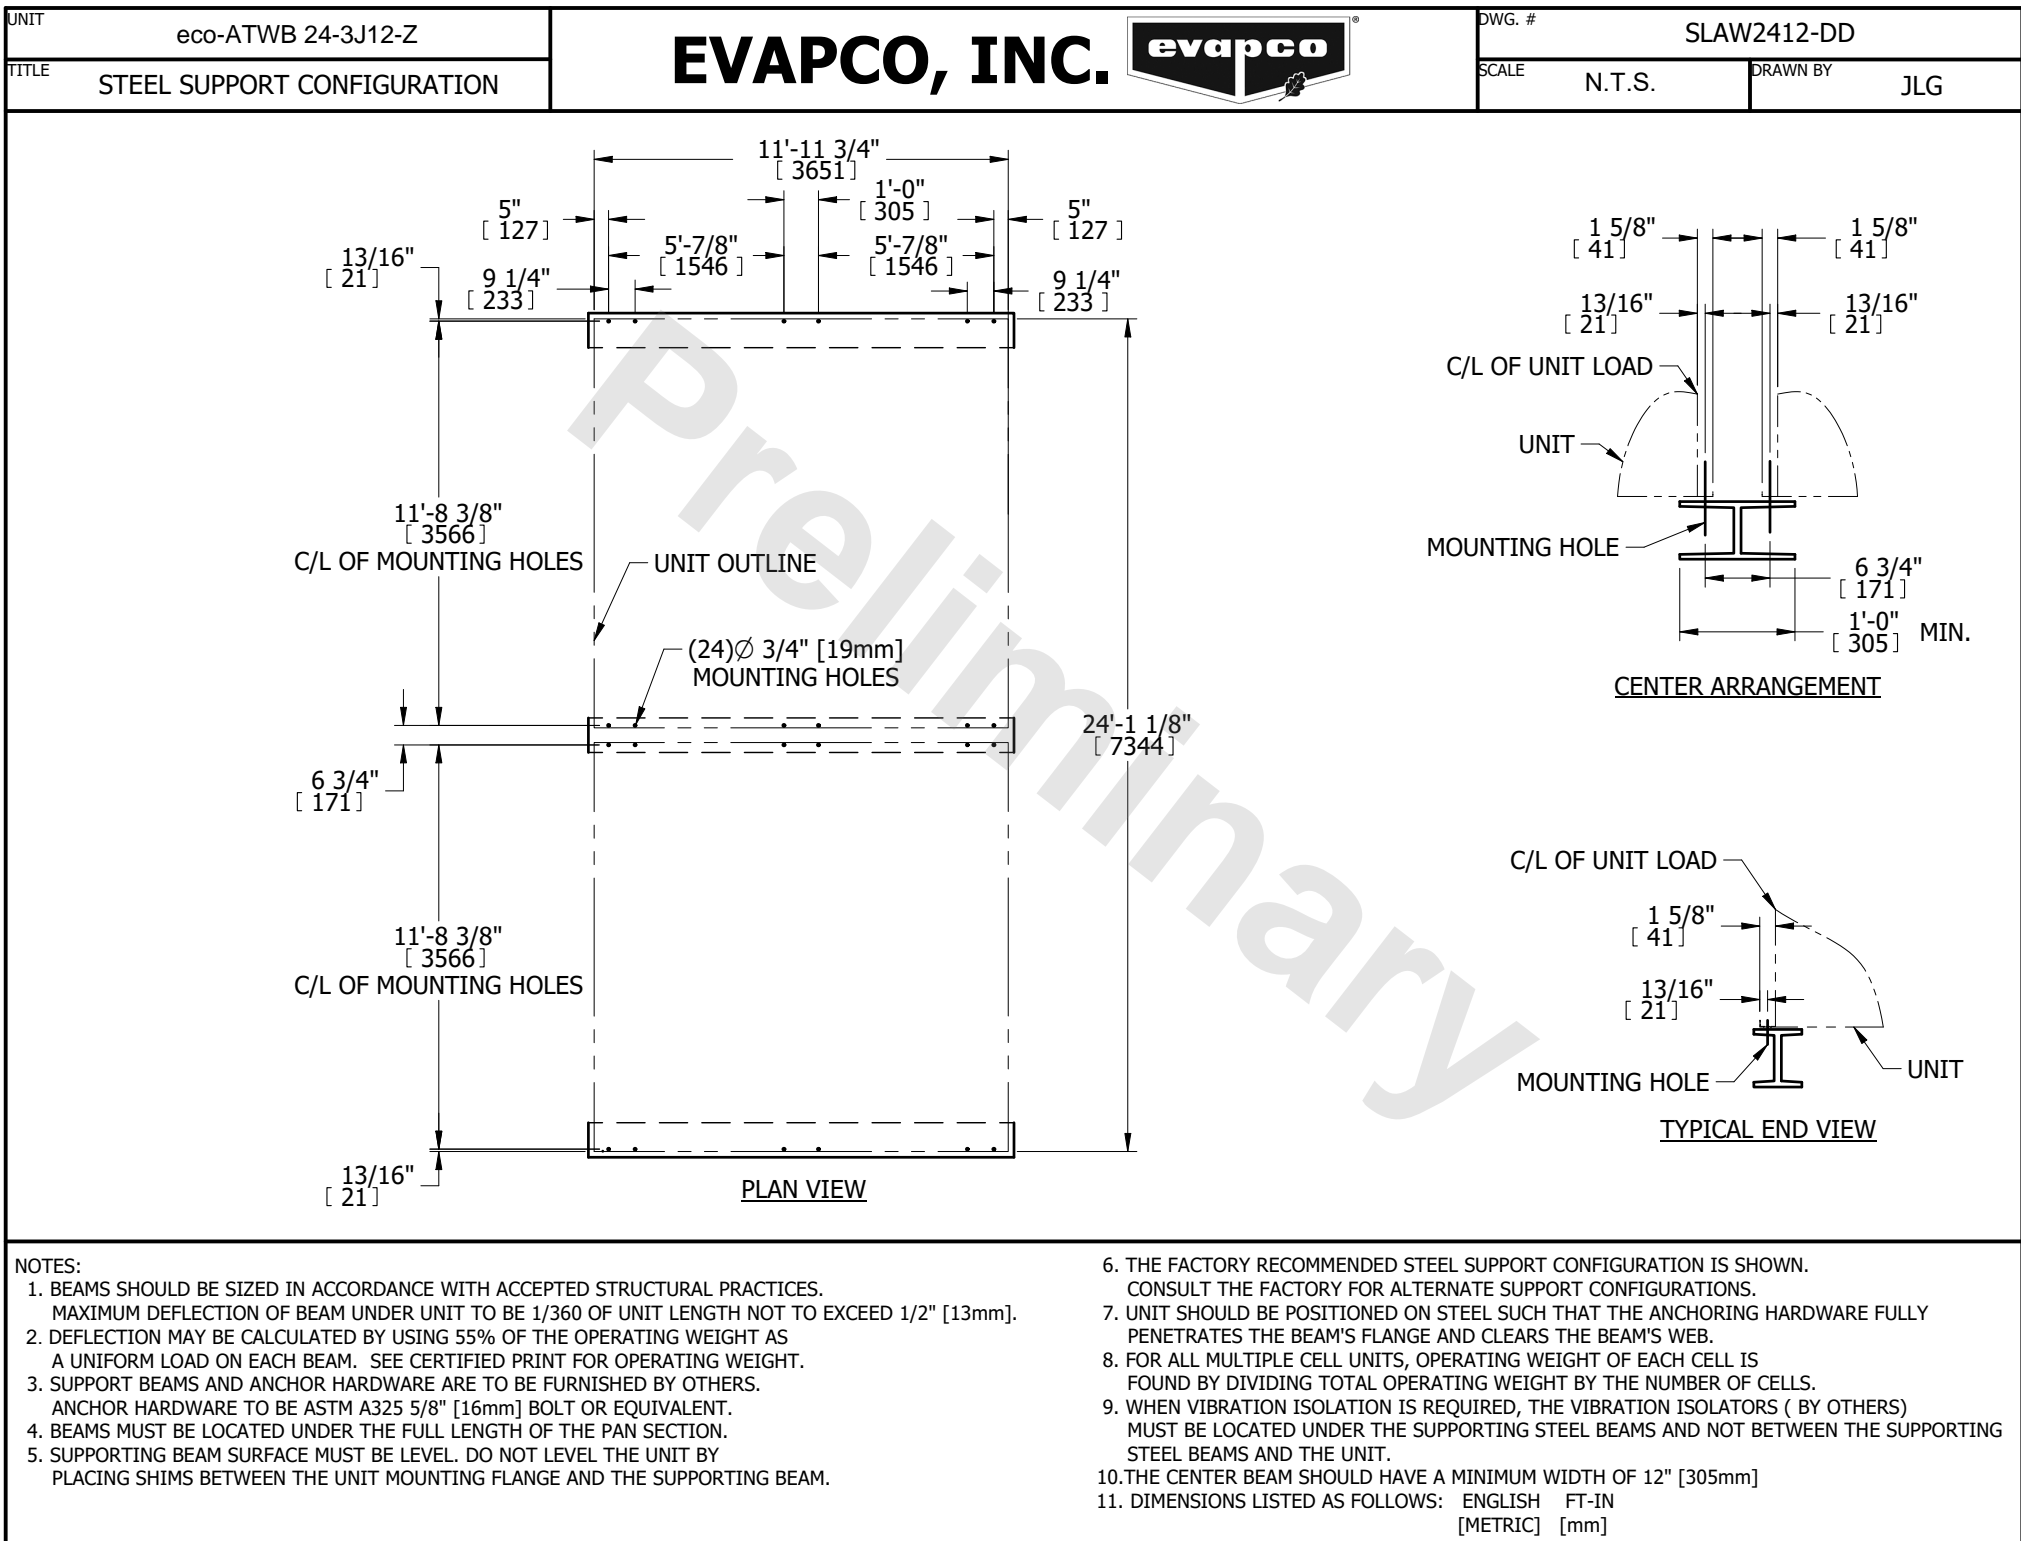 UNIT
eco-ATWB 24-3J12-Z
TITLE
STEEL SUPPORT CONFIGURATION
EVAPCO, INC.
evapco
®
DWG. #
SLAW2412-DD
SCALE
N.T.S.
DRAWN BY
JLG
11'-11 3/4"
[ 3651 ]
1'-0"
[ 305 ]
5"
[ 127 ]
5"
[ 127 ]
5'-7/8"
[ 1546 ]
5'-7/8"
[ 1546 ]
13/16"
[ 21 ]
9 1/4"
[ 233 ]
9 1/4"
[ 233 ]
11'-8 3/8"
[ 3566 ]
C/L OF MOUNTING HOLES
UNIT OUTLINE
(24)∅ 3/4" [19mm]
MOUNTING HOLES
24'-1 1/8"
[ 7344 ]
6 3/4"
[ 171 ]
11'-8 3/8"
[ 3566 ]
C/L OF MOUNTING HOLES
13/16"
[ 21 ]
PLAN VIEW
Preliminary
1 5/8"
[ 41 ]
1 5/8"
[ 41 ]
13/16"
[ 21 ]
13/16"
[ 21 ]
C/L OF UNIT LOAD
UNIT
MOUNTING HOLE
6 3/4"
[ 171 ]
1'-0"
[ 305 ] MIN.
CENTER ARRANGEMENT
C/L OF UNIT LOAD
1 5/8"
[ 41 ]
13/16"
[ 21 ]
MOUNTING HOLE
UNIT
TYPICAL END VIEW
NOTES:
1. BEAMS SHOULD BE SIZED IN ACCORDANCE WITH ACCEPTED STRUCTURAL PRACTICES.
MAXIMUM DEFLECTION OF BEAM UNDER UNIT TO BE 1/360 OF UNIT LENGTH NOT TO EXCEED 1/2" [13mm].
2. DEFLECTION MAY BE CALCULATED BY USING 55% OF THE OPERATING WEIGHT AS
A UNIFORM LOAD ON EACH BEAM. SEE CERTIFIED PRINT FOR OPERATING WEIGHT.
3. SUPPORT BEAMS AND ANCHOR HARDWARE ARE TO BE FURNISHED BY OTHERS.
ANCHOR HARDWARE TO BE ASTM A325 5/8" [16mm] BOLT OR EQUIVALENT.
4. BEAMS MUST BE LOCATED UNDER THE FULL LENGTH OF THE PAN SECTION.
5. SUPPORTING BEAM SURFACE MUST BE LEVEL. DO NOT LEVEL THE UNIT BY
PLACING SHIMS BETWEEN THE UNIT MOUNTING FLANGE AND THE SUPPORTING BEAM.
6. THE FACTORY RECOMMENDED STEEL SUPPORT CONFIGURATION IS SHOWN.
CONSULT THE FACTORY FOR ALTERNATE SUPPORT CONFIGURATIONS.
7. UNIT SHOULD BE POSITIONED ON STEEL SUCH THAT THE ANCHORING HARDWARE FULLY
PENETRATES THE BEAM'S FLANGE AND CLEARS THE BEAM'S WEB.
8. FOR ALL MULTIPLE CELL UNITS, OPERATING WEIGHT OF EACH CELL IS
FOUND BY DIVIDING TOTAL OPERATING WEIGHT BY THE NUMBER OF CELLS.
9. WHEN VIBRATION ISOLATION IS REQUIRED, THE VIBRATION ISOLATORS ( BY OTHERS)
MUST BE LOCATED UNDER THE SUPPORTING STEEL BEAMS AND NOT BETWEEN THE SUPPORTING
STEEL BEAMS AND THE UNIT.
10.THE CENTER BEAM SHOULD HAVE A MINIMUM WIDTH OF 12" [305mm]
11. DIMENSIONS LISTED AS FOLLOWS: ENGLISH FT-IN
[METRIC] [mm]